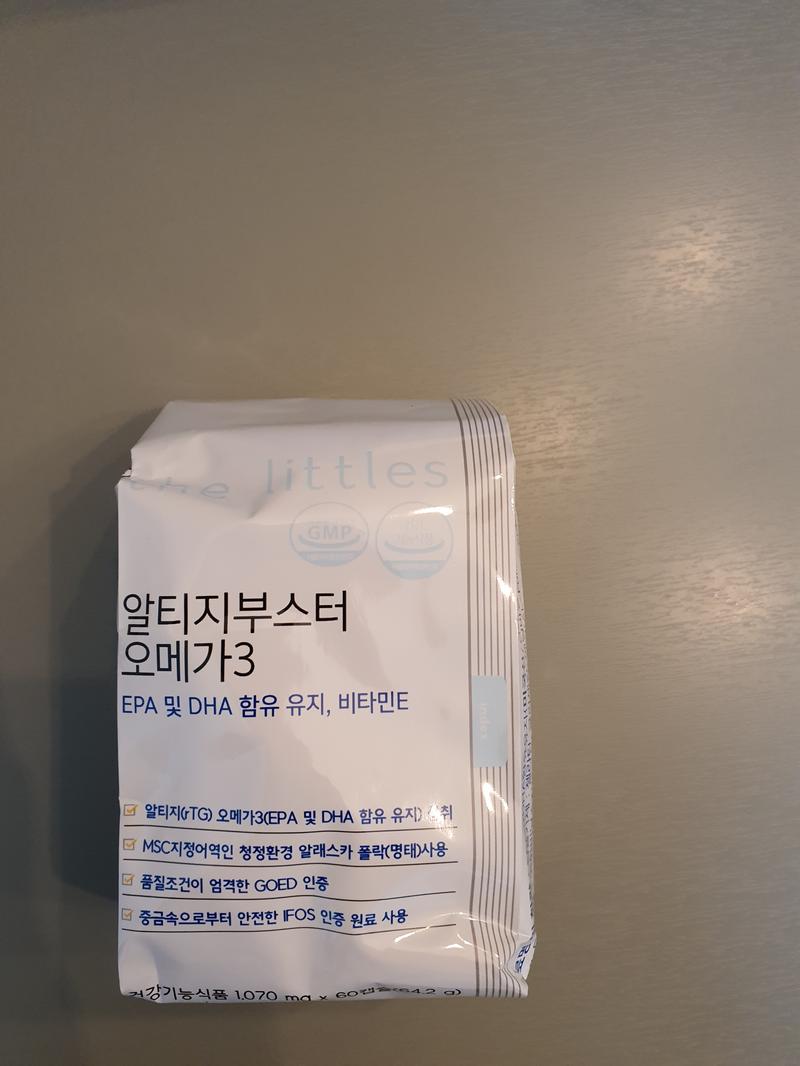 the littles
GMP
알티지부스터
오메가3
EPA 및 DHA 함유 유지, 비타민E
index
알티지(rTG) 오메가3(EPA 및 DHA 함유 유지)
MSC지정어역인 청정환경 알래스카 폴락(명태)사용
품질조건이 엄격한 GOED 인증
중금속으로부터 안전한 IFOS 인증 원료 사용
건강기능식품 1,070 mg x 60캡슐(64.2 g)